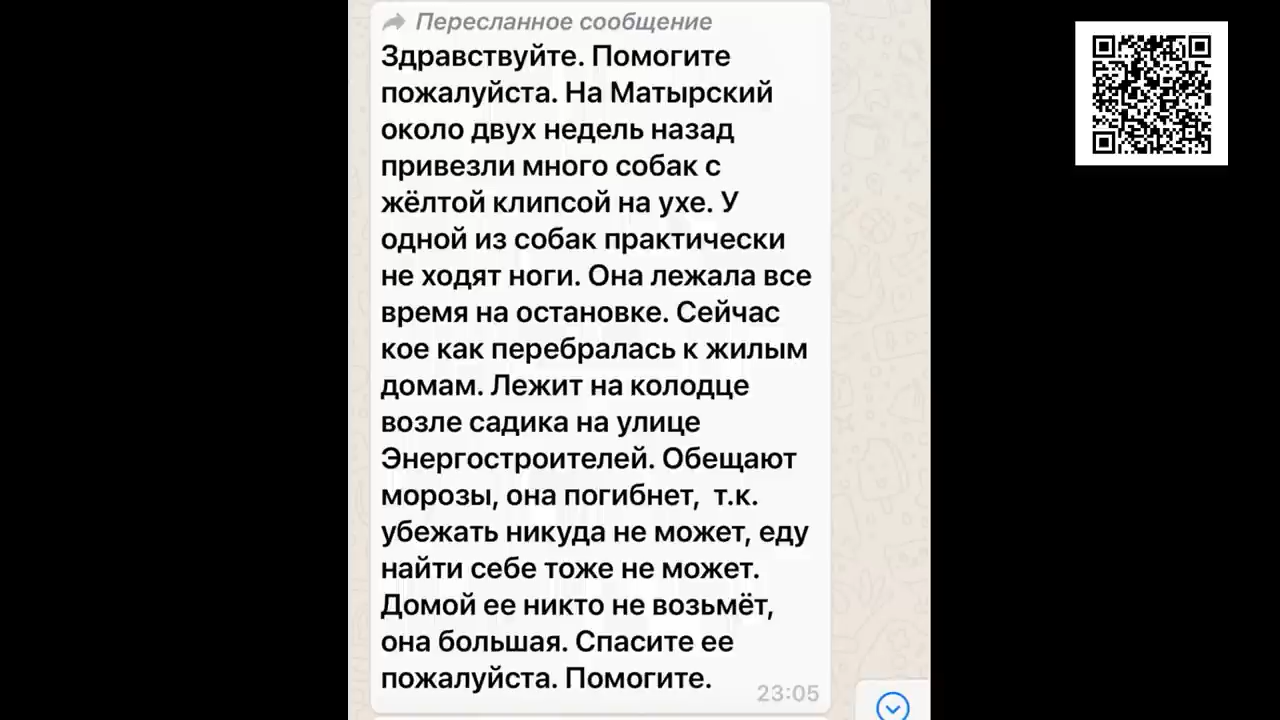 Пересланное сообщение
Здравствуйте. Помогите
пожалуйста. На Матырский
около двух недель назад
привезли много собак с
жёлтой клипсой на ухе. У
одной из собак практически
не ходят ноги. Она лежала все
время на остановке. Сейчас
кое как перебралась к жилым
домам. Лежит на колодце
возле садика на улице
Энергостроителей. Обещают
морозы, она погибнет,  т.к.
убежать никуда не может, еду
найти себе тоже не может.
Домой ее никто не возьмёт,
она большая. Спасите ее
пожалуйста. Помогите.
23:05